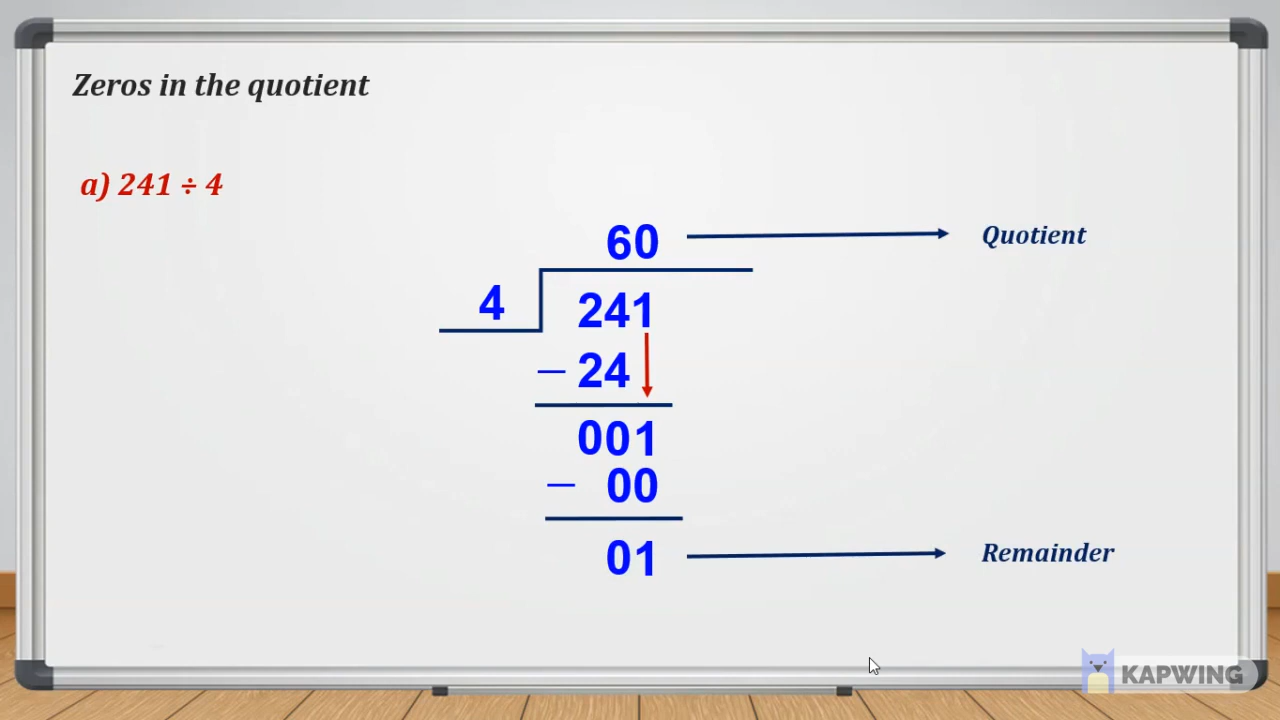 Zeros in the quotient
a) 241 ÷ 4
60
Quotient
4
241
– 24
001
– 00
01
Remainder
KAPWING